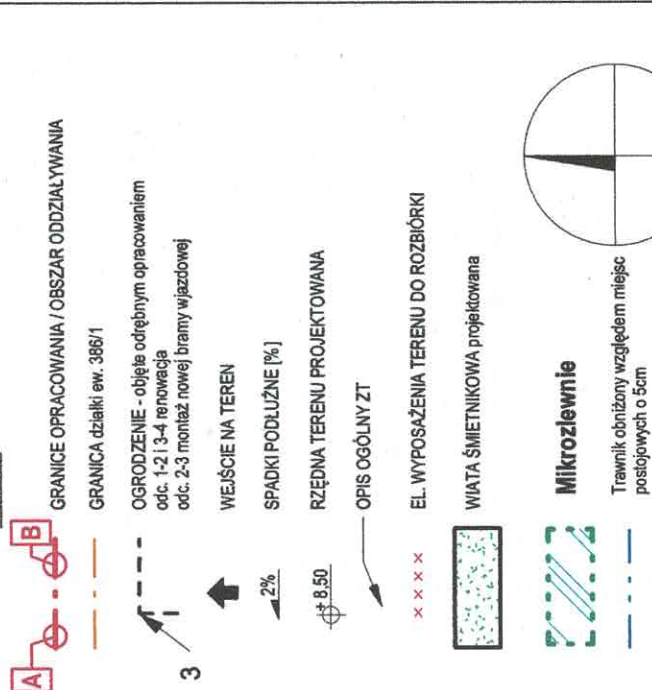 A B
GRANICE OPRACOWANIA / OBSZAR ODDZIAŁYWANIA
GRANICA działki ew. 386/1
3
OGRODZENIE - objęte odrębnym opracowaniem
odc. 1-2 i 3-4 renowacja
odc. 2-3 montaż nowej bramy wjazdowej
WEJŚCIE NA TEREN
2%
SPADKI PODŁUŻNE [%]
+ 8,50
RZĘDNA TERENU PROJEKTOWANA
OPIS OGÓLNY ZT
x x x x
EL. WYPOSAŻENIA TERENU DO ROZBIÓRKI
WIATA ŚMIETNIKOWA projektowana
Mikrozlewnie
Trawnik obniżony względem miejsc
postojowych o 5cm